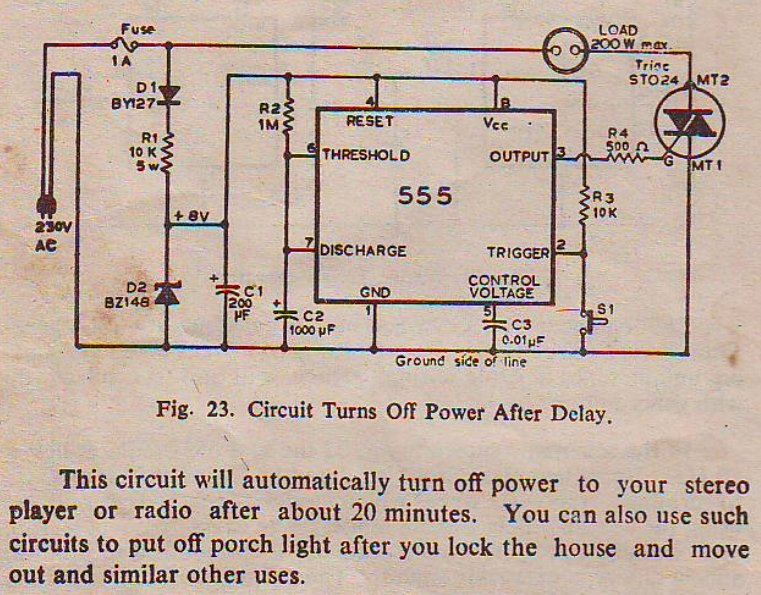 Fuse
1 A
LOAD
200 W max.
Triac
STO24
MT2
D1
BY127
R2
1M
4
RESET
8
Vcc
R4
500 Ω
R1
10 K
5 w
6
THRESHOLD
OUTPUT
3
G
MT1
555
230V
AC
+ 8V
R3
10K
7
DISCHARGE
TRIGGER
2
D2
BZ148
+
C1
200
µF
+
C2
1000 µF
GND
1
CONTROL
VOLTAGE
5
C3
0.01µF
S1
Ground side of line
Fig. 23. Circuit Turns Off Power After Delay.
This circuit will automatically turn off power to your stereo
player or radio after about 20 minutes. You can also use such
circuits to put off porch light after you lock the house and move
out and similar other uses.